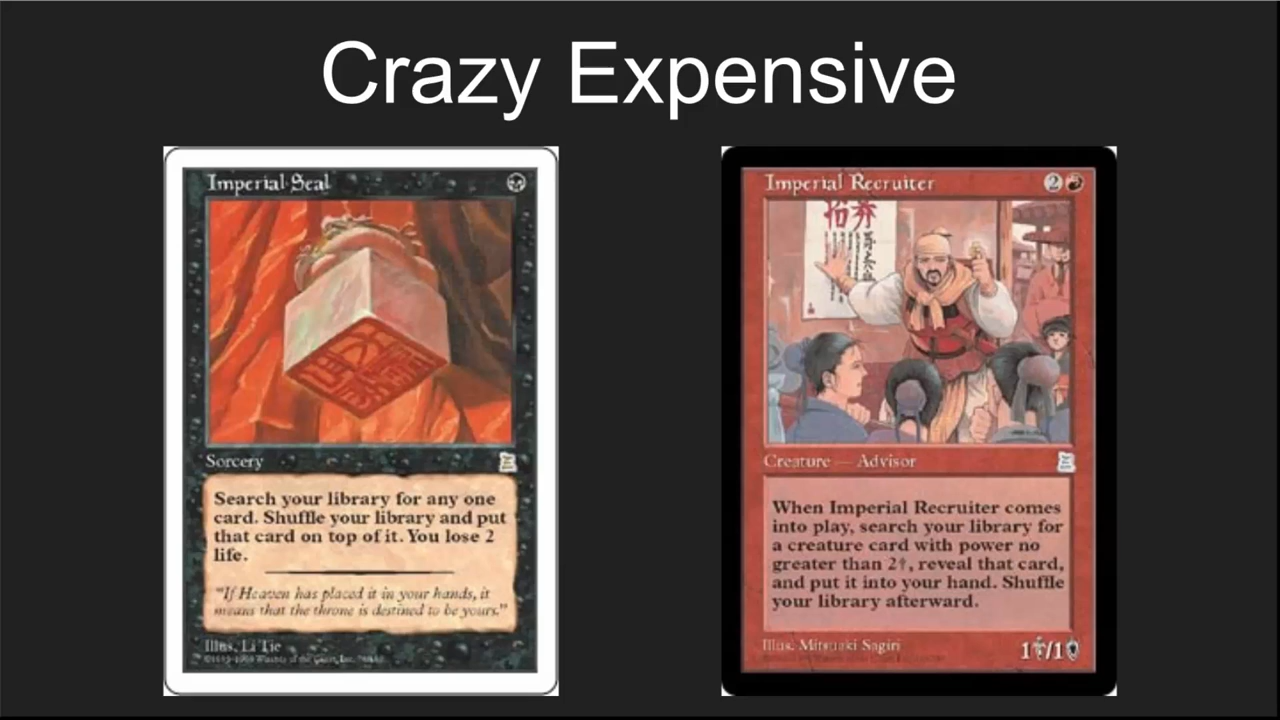 Crazy Expensive
Imperial Seal
Sorcery
Search your library for any one
card. Shuffle your library and put
that card on top of it. You lose 2
life.
"If Heaven has placed it in your hands, it
means that the throne is destined to be yours."
Illus. Li Tie
Imperial Recruiter
2
Creature — Advisor
When Imperial Recruiter comes
into play, search your library for
a creature card with power no
greater than 2, reveal that card,
and put it into your hand. Shuffle
your library afterward.
Illus. Mitsuaki Sagiri
1/1